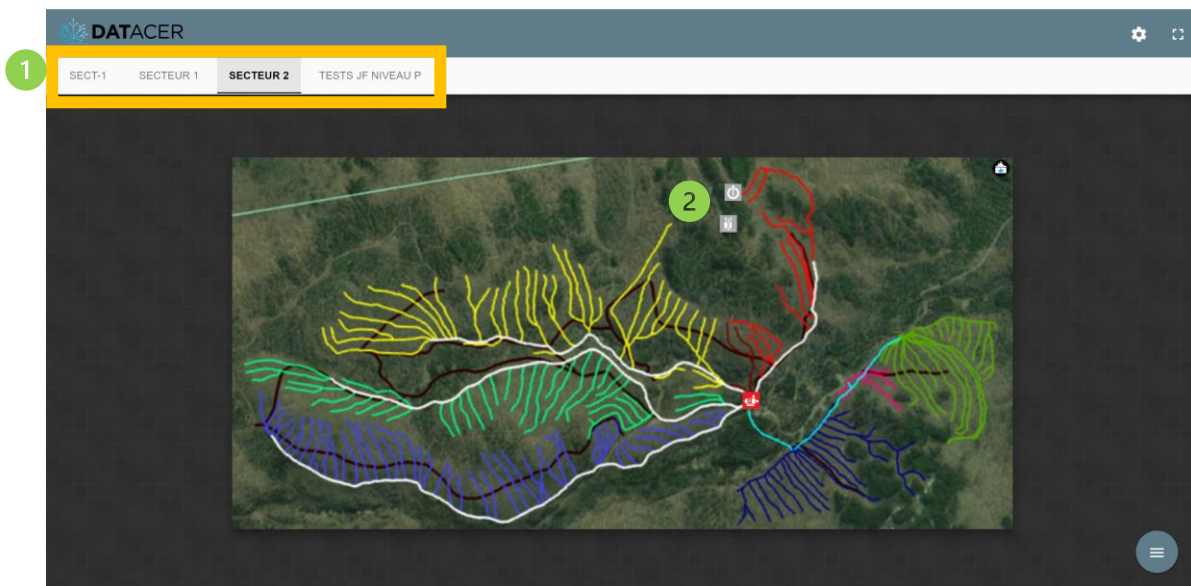 DATACER
1
SECT-1 SECTEUR 1 SECTEUR 2 TESTS JF NIVEAU P
2